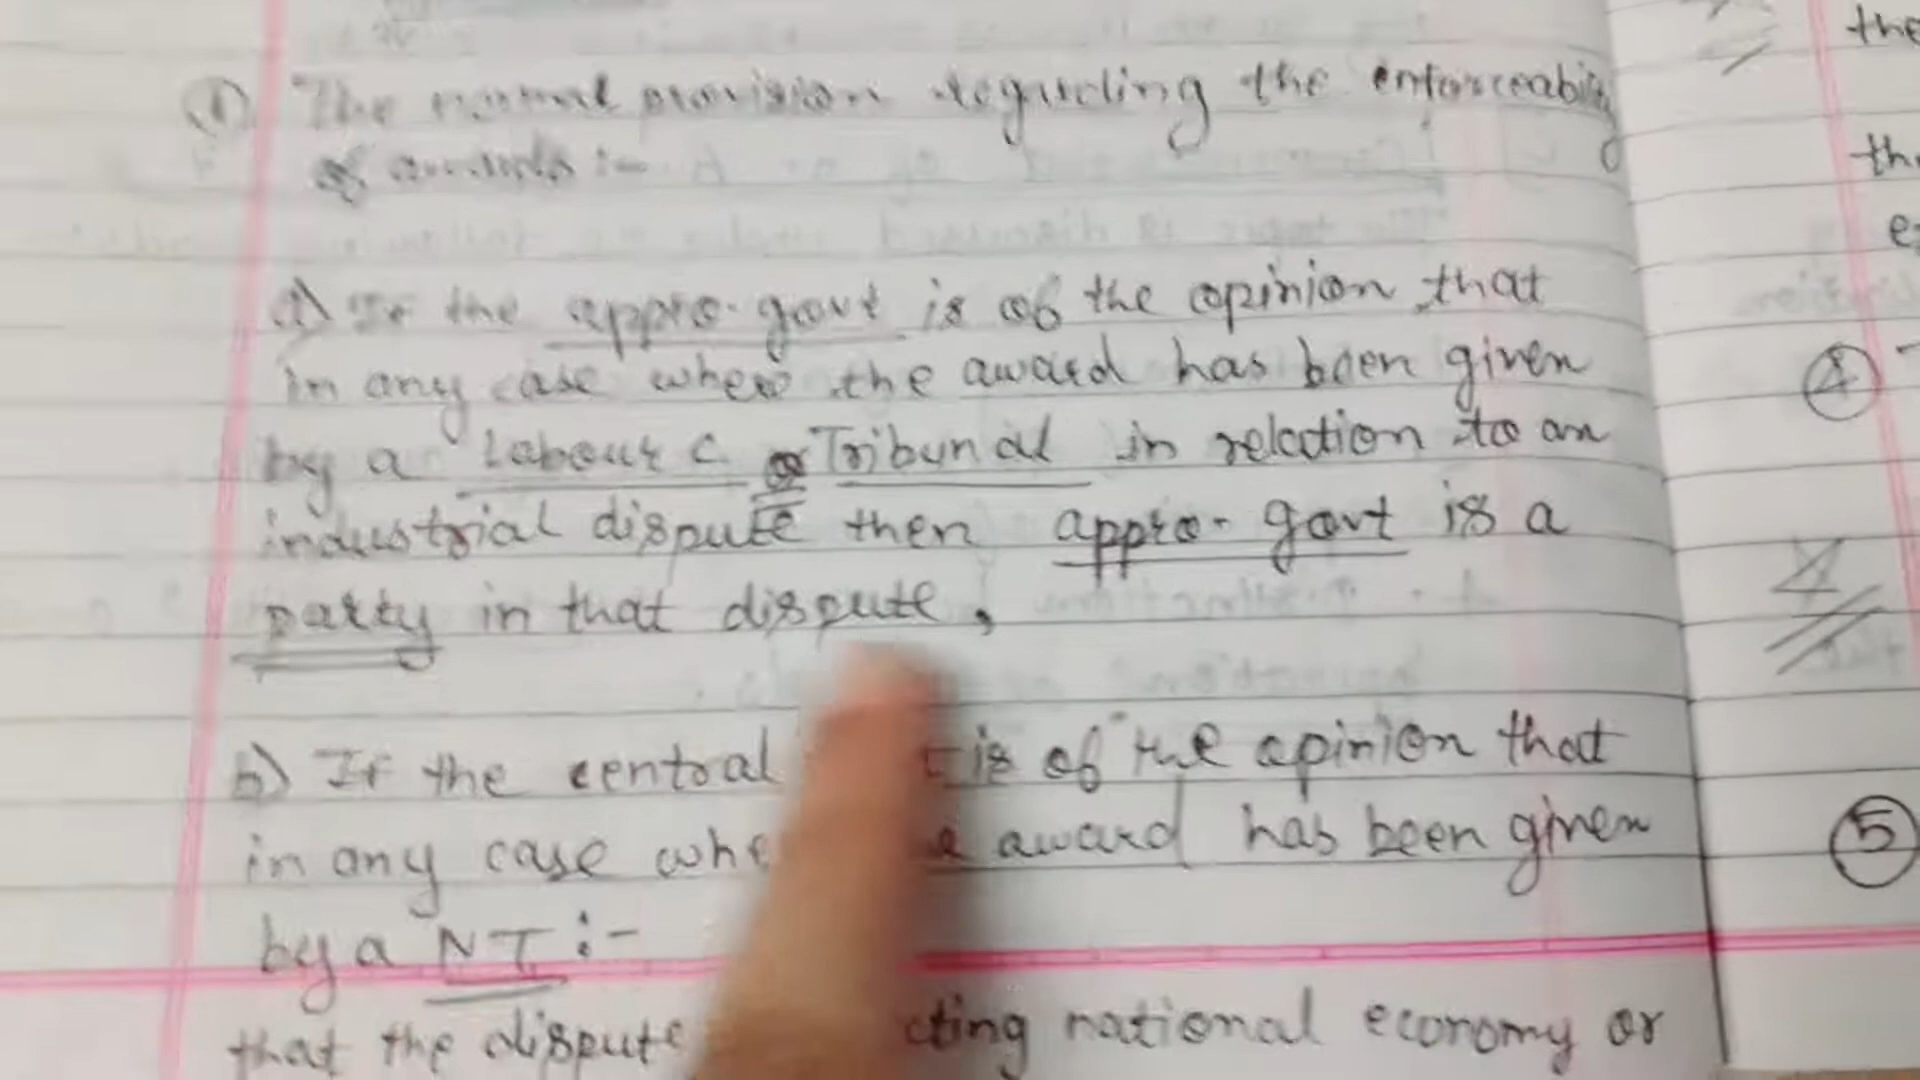 ① The normal provision regarding the enforceability
of awards :-
a) If the appro. govt is of the opinion that
in any case where the award has been given
by a Labour C. or Tribunal in relation to an
industrial dispute then appro. govt is a
party in that dispute,
b) If the central is of the opinion that
in any case award has been given
by a NT :-
that the dispute national economy or
the
④
⑤